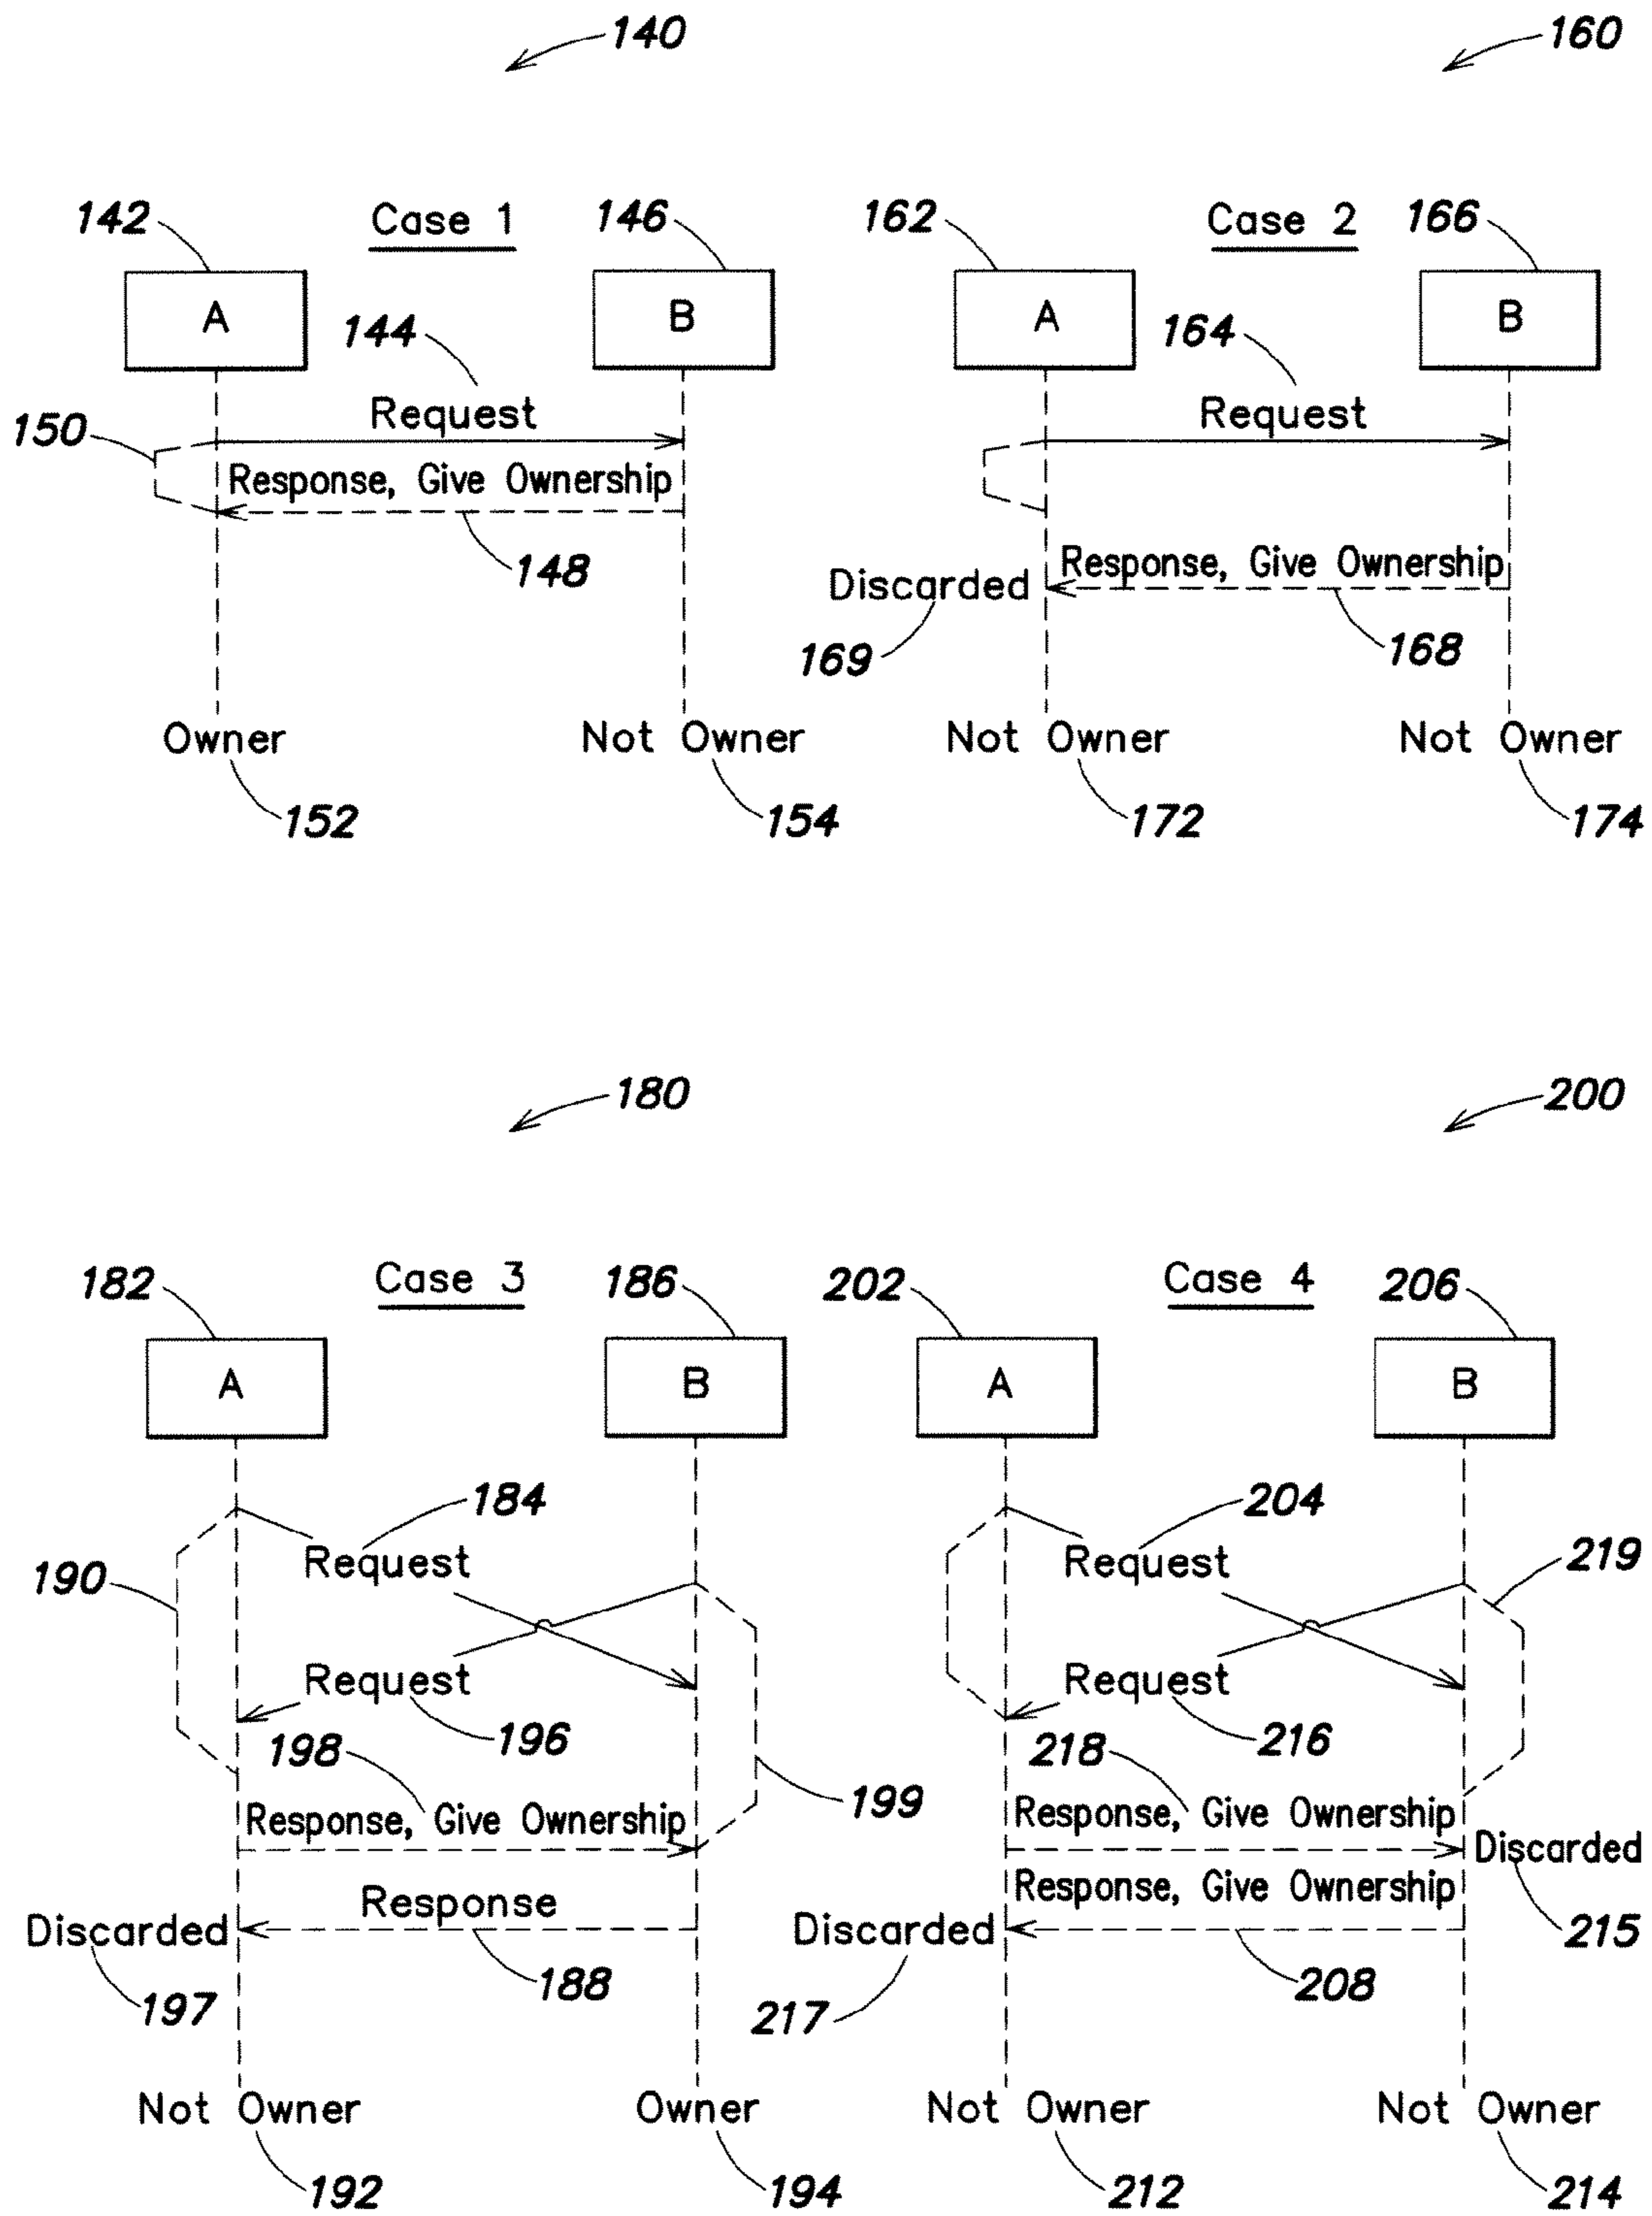 140 160
142 Case 1 146 162 Case 2 166
A B A B
144 164
Request Request
150
Response, Give Ownership
148
Response, Give Ownership
Discarded
169 168
Owner Not Owner Not Owner Not Owner
152 154 172 174
180 200
182 Case 3 186 202 Case 4 206
A B A B
184 204
Request Request 219
190
Request Request
198 196 218 216
199
Response, Give Ownership Response, Give Ownership
Discarded
Response Response, Give Ownership
Discarded Discarded 215
197 188 217 208
Not Owner Owner Not Owner Not Owner
192 194 212 214